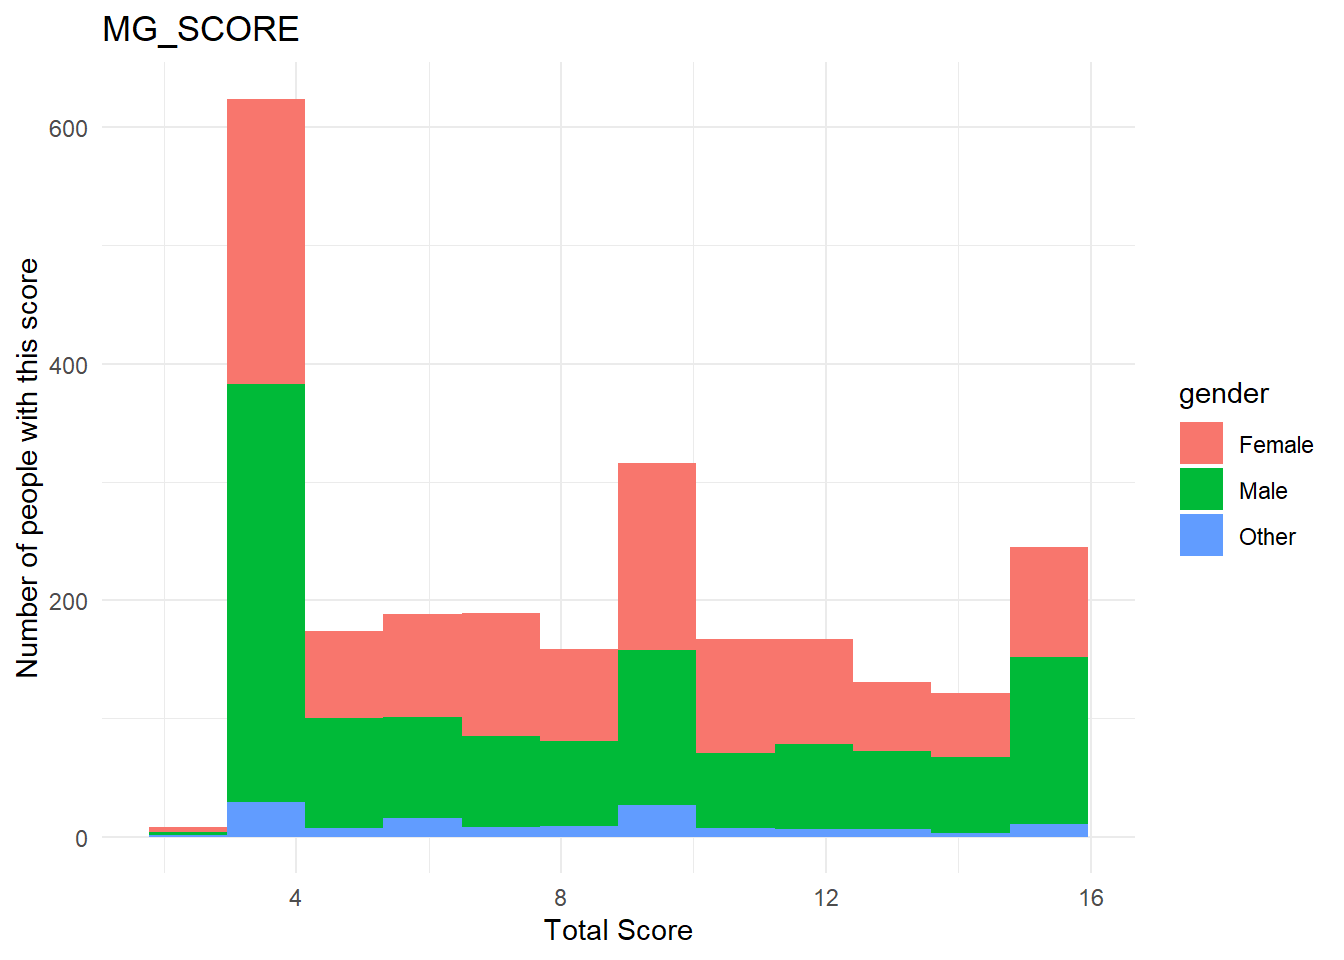 MG_SCORE
600
400
200
0
Number of people with this score
4 8 12 16
Total Score
gender
Female
Male
Other